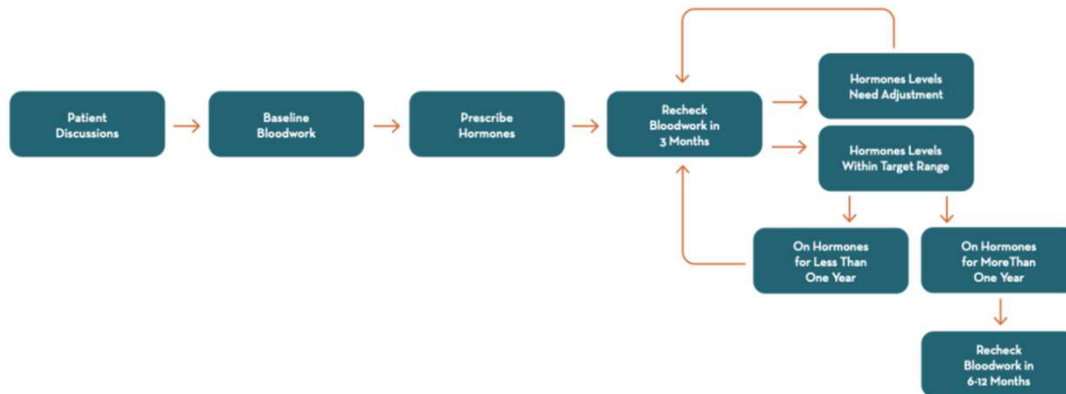 Patient
Discussions
Baseline
Bloodwork
Prescribe
Hormones
Recheck
Bloodwork in
3 Months
Hormones Levels
Need Adjustment
Hormones Levels
Within Target Range
On Hormones
for Less Than
One Year
On Hormones
for MoreThan
One Year
Recheck
Bloodwork in
6-12 Months